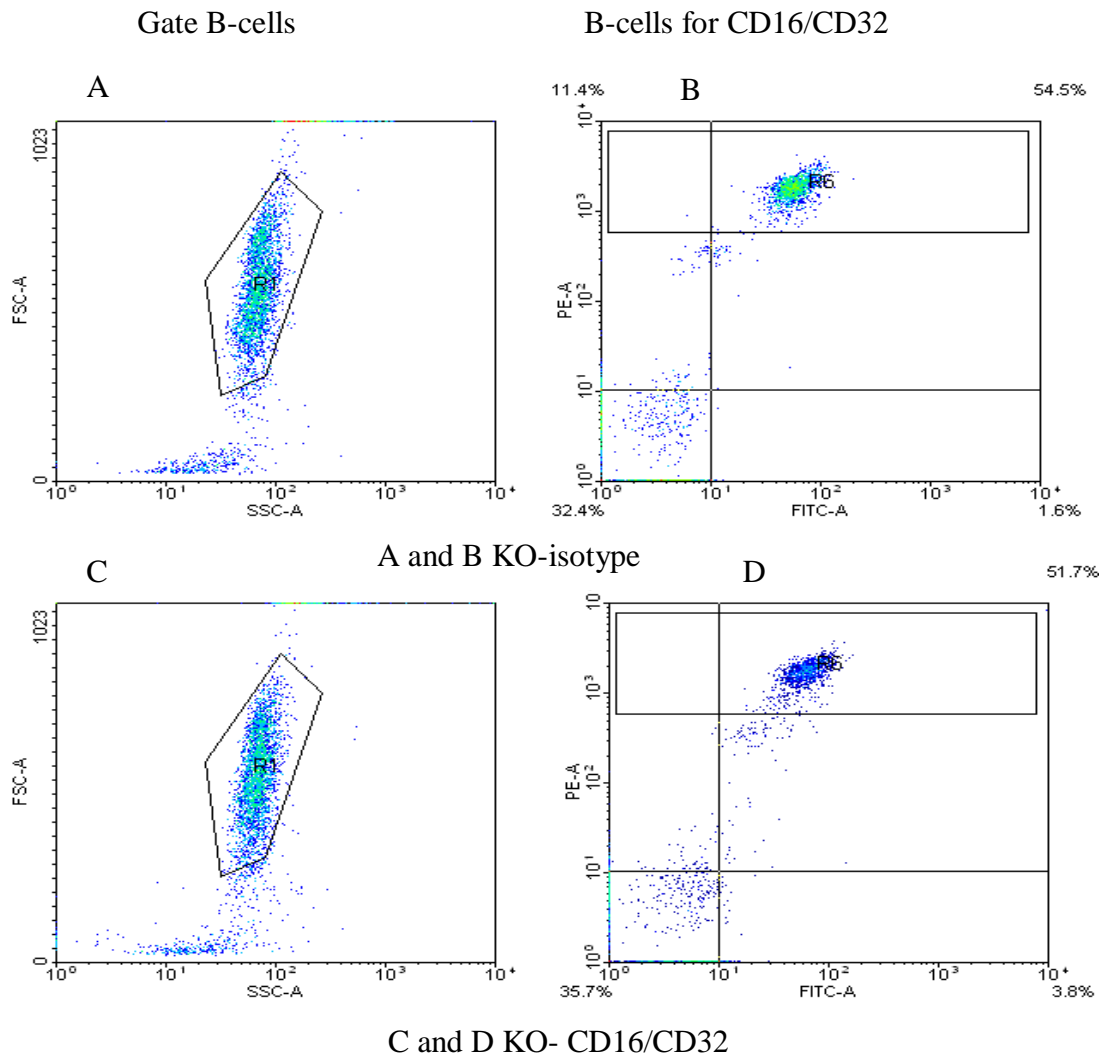 Gate B-cells B-cells for CD16/CD32
A
11.4% B 54.5%
1023
FSC-A
0
R1
10⁰ 10¹ 10² 10³ 10⁴
SSC-A
10⁴
10³
10²
10¹
10⁰
PE-A
R6
10⁰ 10¹ 10² 10³ 10⁴
32.4% FITC-A 1.6%
A and B KO-isotype
C D 51.7%
1023
FSC-A
0
R1
10⁰ 10¹ 10² 10³ 10⁴
SSC-A
10
10³
10²
10¹
10⁰
PE-A
R6
10⁰ 10¹ 10² 10³ 10⁴
35.7% FITC-A 3.8%
C and D KO- CD16/CD32